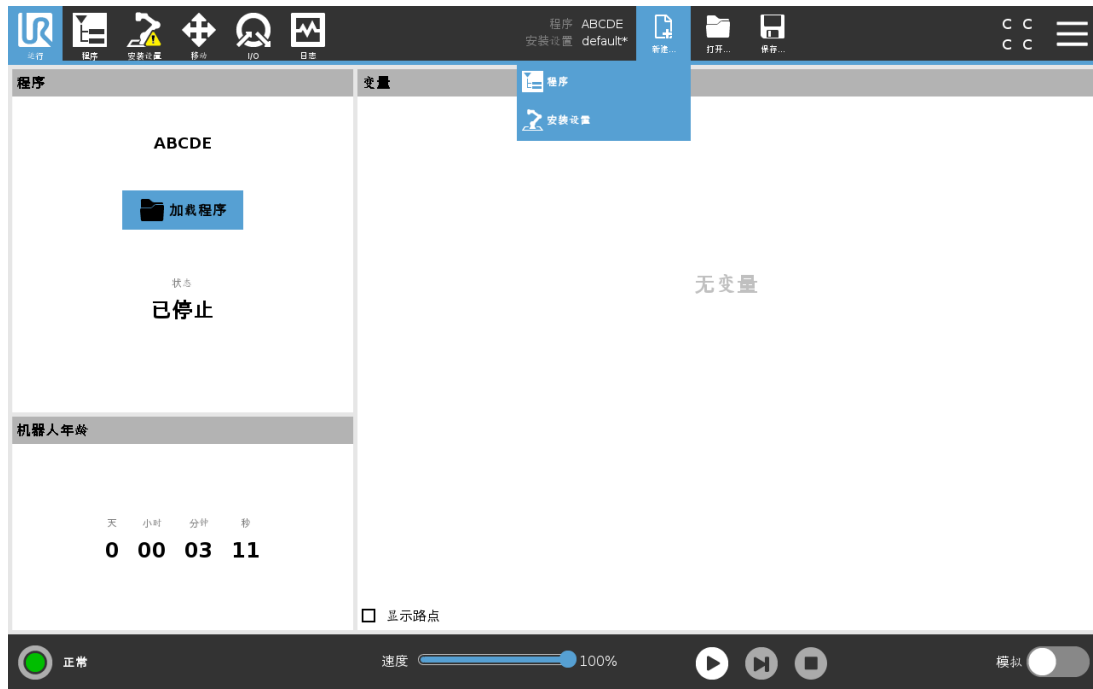 UR
运行 程序 安装设置 移动 I/O 日志
程序 ABCDE
安装设置 default*
新建... 打开... 保存...
C C
C C
程序
安装设置
程序
ABCDE
加载程序
状态
已停止
机器人年龄
天 小时 分钟 秒
0 00 03 11
变量
无变量
显示路点
正常
速度 100%
模拟